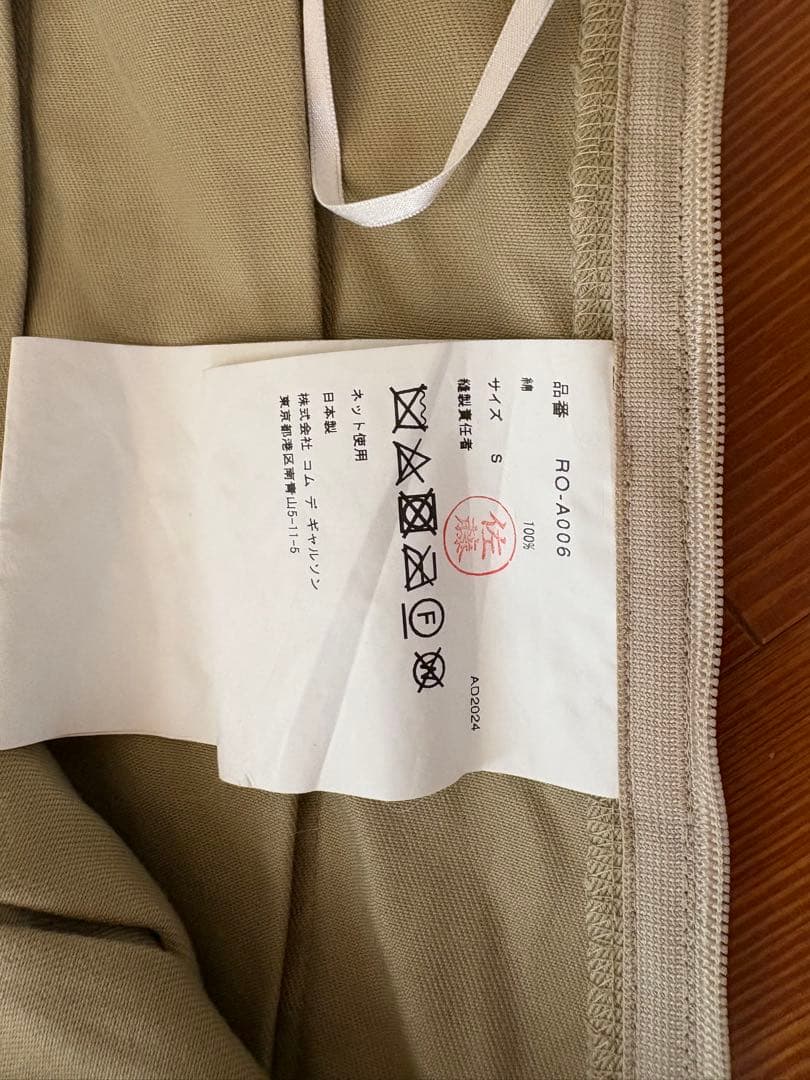 品番 RO-A006
綿 100%
サイズ S
縫製責任者 佐藤
AD2024
F
W
ネット使用
日本製
株式会社 コム デ ギャルソン
東京都港区南青山5-11-5